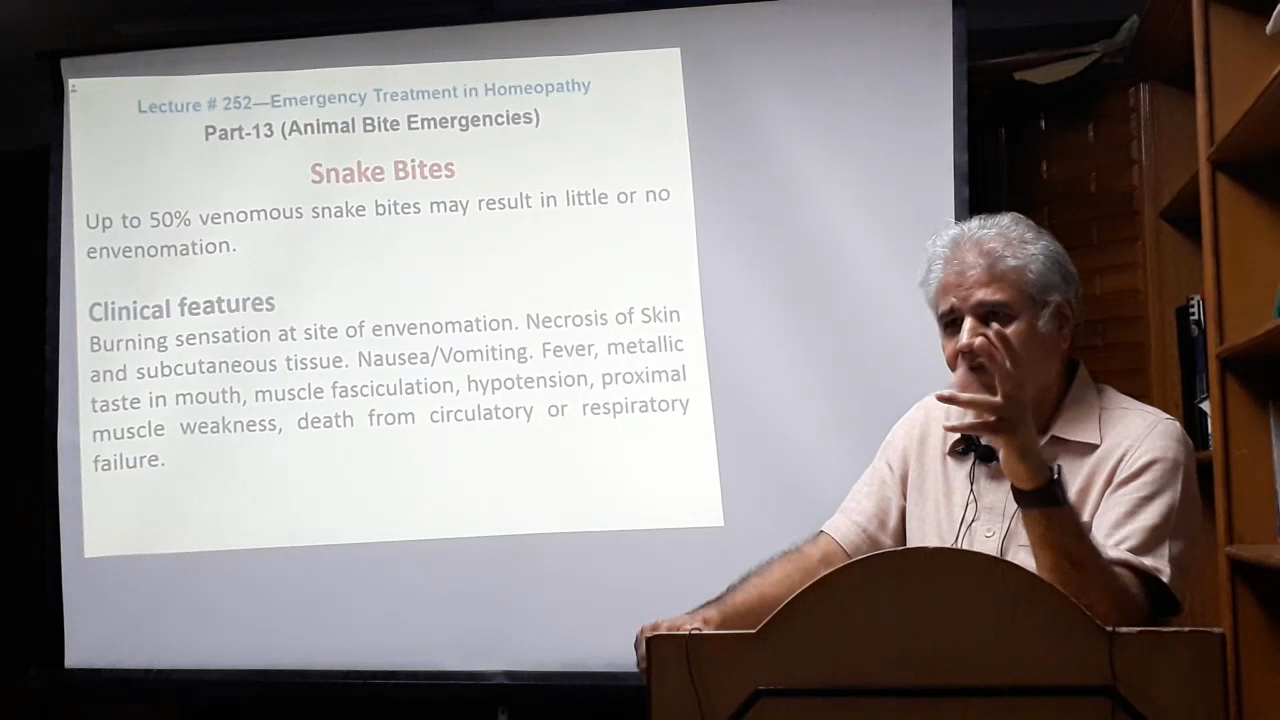 Lecture # 252—Emergency Treatment in Homeopathy
Part-13 (Animal Bite Emergencies)
Snake Bites
Up to 50% venomous snake bites may result in little or no
envenomation.
Clinical features
Burning sensation at site of envenomation. Necrosis of Skin
and subcutaneous tissue. Nausea/Vomiting. Fever, metallic
taste in mouth, muscle fasciculation, hypotension, proximal
muscle weakness, death from circulatory or respiratory
failure.